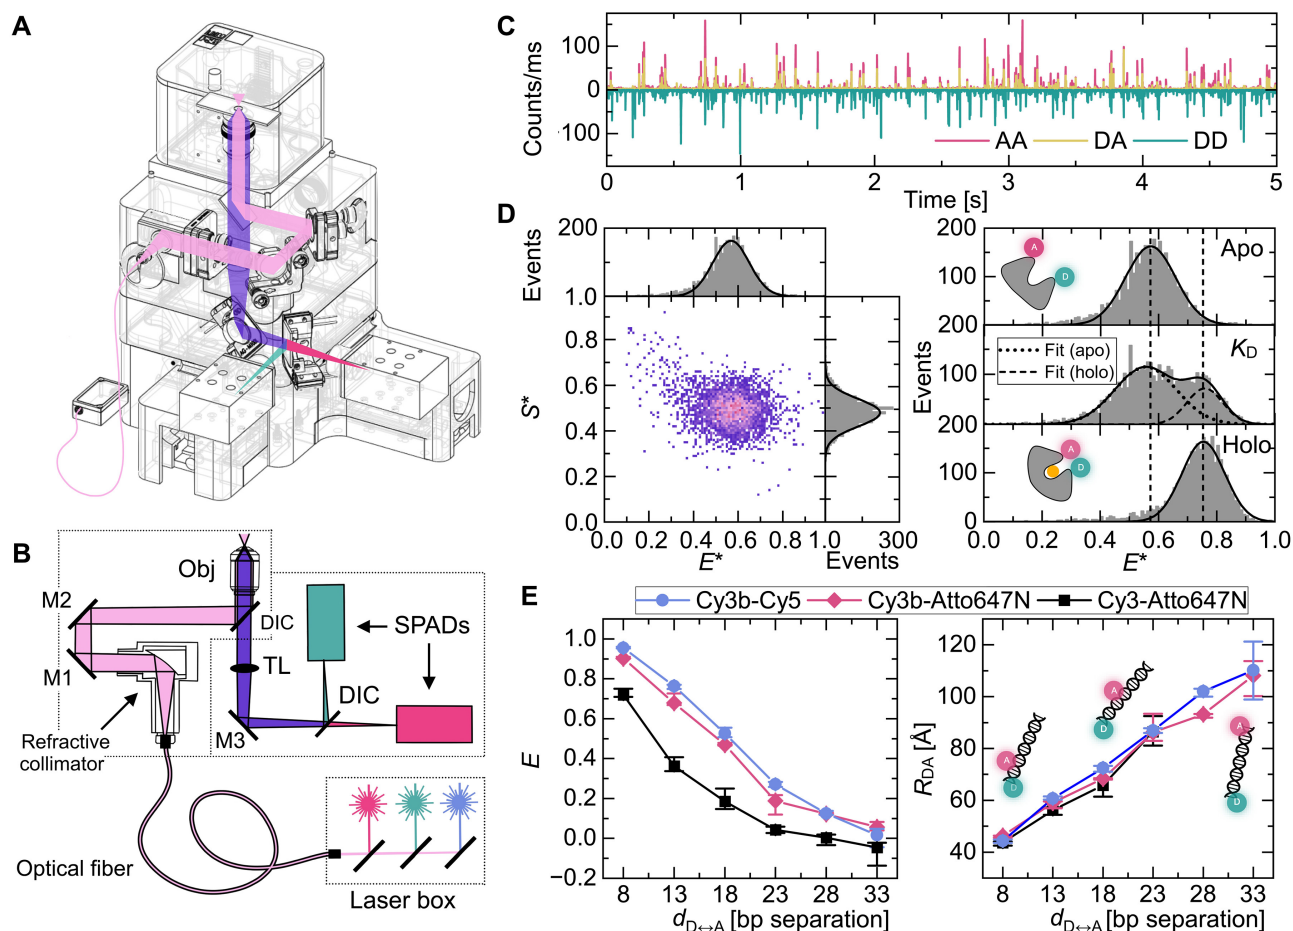 A
B
Obj
M2
DIC
SPADs
M1
TL
DIC
M3
Refractive
collimator
Optical fiber
Laser box
C
Counts/ms
100
0
100
AA
DA
DD
0
1
2
3
4
5
Time [s]
D
Events
200
1.0
0.8
0.6
0.4
0.2
0.0
S*
0.0
0.2
0.4
0.6
0.8
1.0
300
E*
Events
Apo
A
D
200
100
200
KD
Fit (apo)
Fit (holo)
Events
100
200
Holo
A
D
100
0
0.0
0.2
0.4
0.6
0.8
1.0
E*
E
Cy3b-Cy5
Cy3b-Atto647N
Cy3-Atto647N
1.0
0.8
0.6
0.4
0.2
0.0
−0.2
E
8
13
18
23
28
33
dD↔A [bp separation]
120
100
80
60
40
RDA [Å]
A
D
A
D
A
D
8
13
18
23
28
33
dD↔A [bp separation]